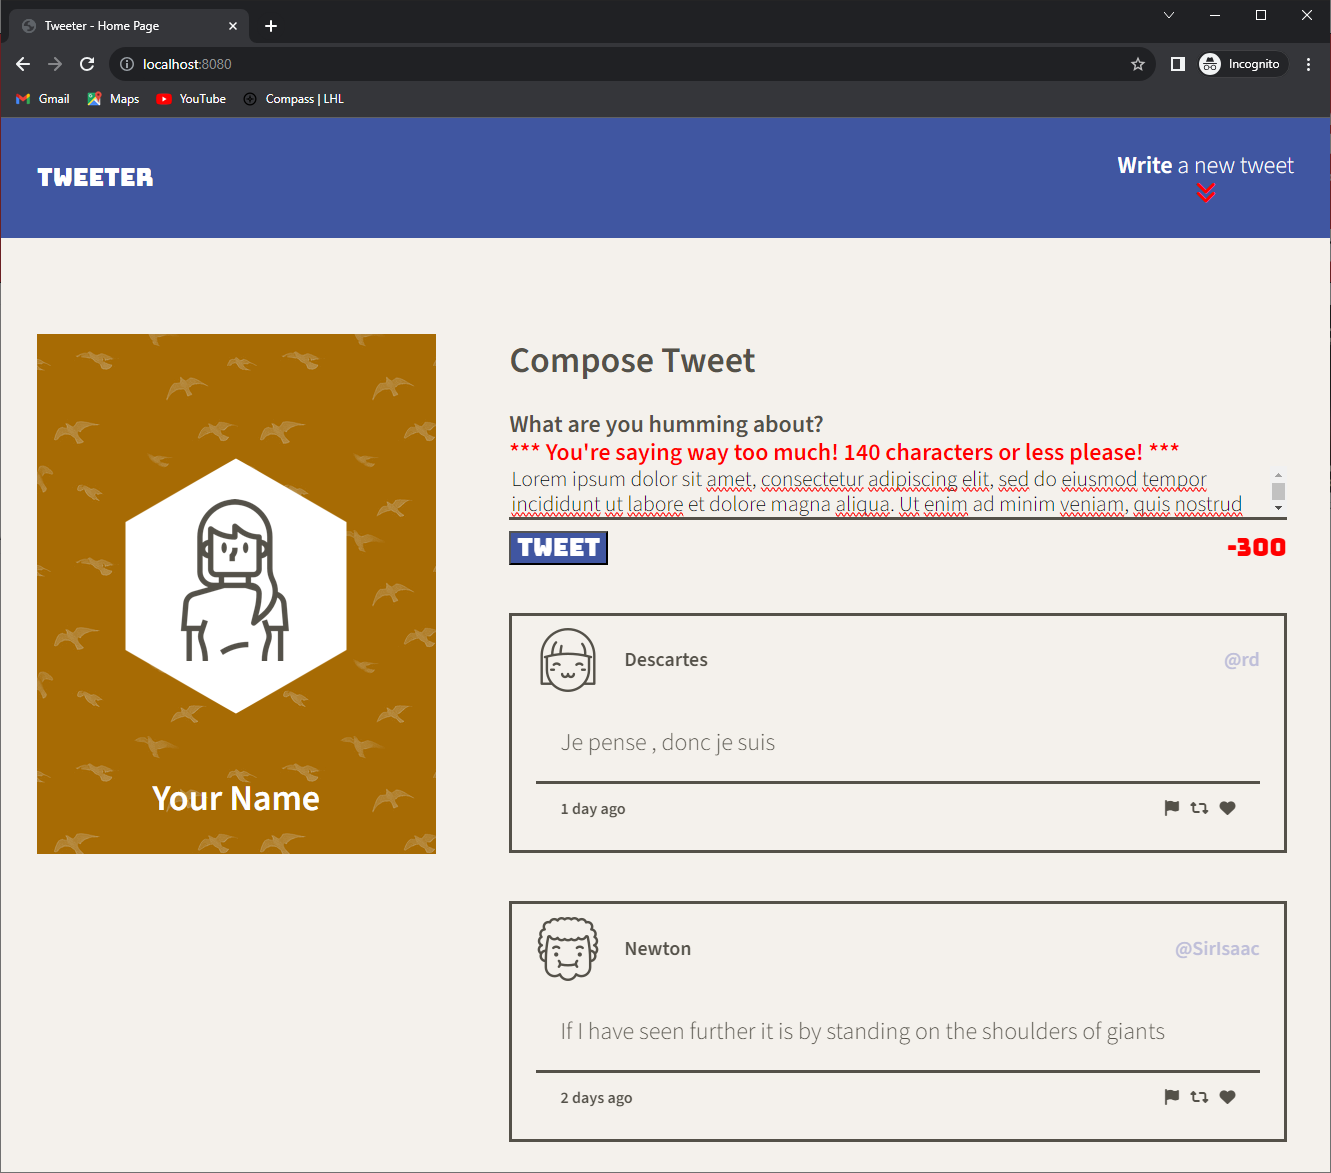 Tweeter - Home Page
localhost:8080
Incognito
Gmail
Maps
YouTube
Compass | LHL
TWEETER
Write a new tweet
Your Name
Compose Tweet
What are you humming about?
*** You're saying way too much! 140 characters or less please! ***
Lorem ipsum dolor sit amet, consectetur adipiscing elit, sed do eiusmod tempor
incididunt ut labore et dolore magna aliqua. Ut enim ad minim veniam, quis nostrud
TWEET
-300
Descartes
@rd
Je pense , donc je suis
1 day ago
Newton
@SirIsaac
If I have seen further it is by standing on the shoulders of giants
2 days ago